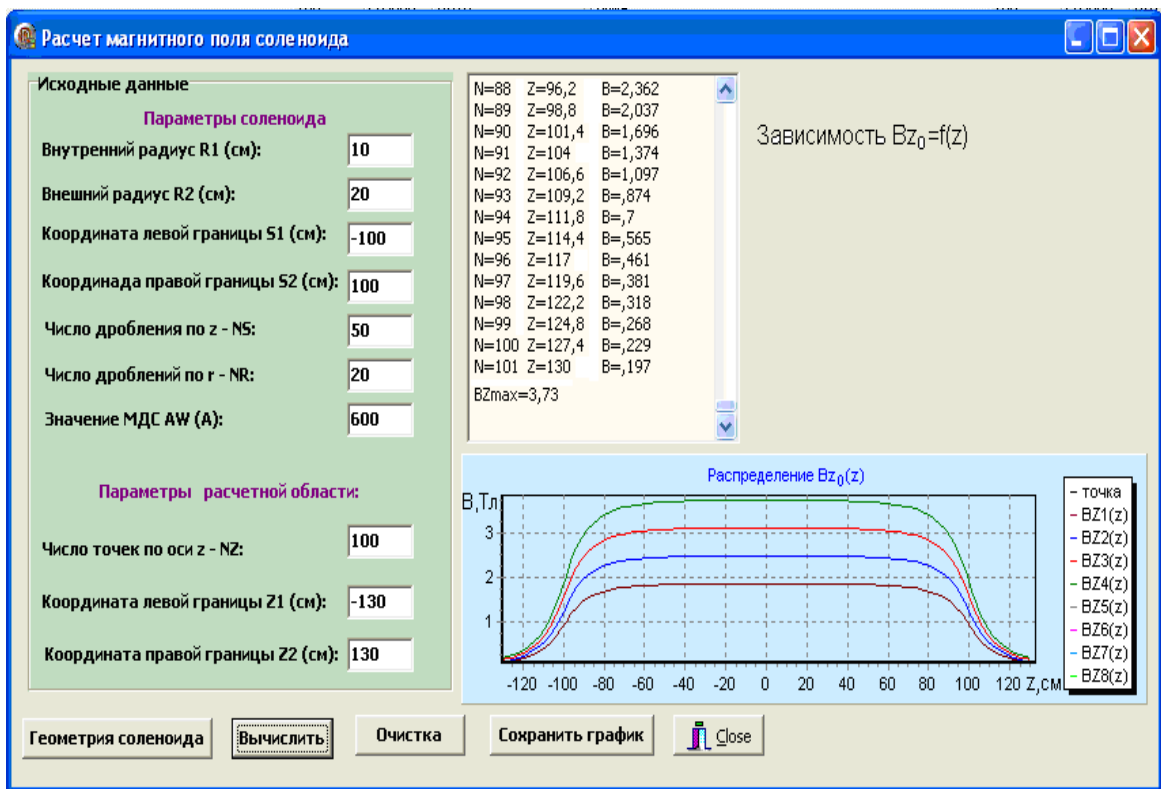 Расчет магнитного поля соленоида
Исходные данные
Параметры соленоида
Внутренний радиус R1 (см): 10
Внешний радиус R2 (см): 20
Координата левой границы S1 (см): -100
Координада правой границы S2 (см): 100
Число дробления по z - NS: 50
Число дроблений по r - NR: 20
Значение МДС AW (А): 600
Параметры расчетной области:
Число точек по оси z - NZ: 100
Координата левой границы Z1 (см): -130
Координата правой границы Z2 (см): 130
N=88 Z=96,2 B=2,362
N=89 Z=98,8 B=2,037
N=90 Z=101,4 B=1,696
N=91 Z=104 B=1,374
N=92 Z=106,6 B=1,097
N=93 Z=109,2 B=,874
N=94 Z=111,8 B=,7
N=95 Z=114,4 B=,565
N=96 Z=117 B=,461
N=97 Z=119,6 B=,381
N=98 Z=122,2 B=,318
N=99 Z=124,8 B=,268
N=100 Z=127,4 B=,229
N=101 Z=130 B=,197
BZmax=3,73
Зависимость Bz₀=f(z)
Распределение Bz₀(z)
В,Тл
3
2
1
-120 -100 -80 -60 -40 -20 0 20 40 60 80 100 120 Z,см
точка
BZ1(z)
BZ2(z)
BZ3(z)
BZ4(z)
BZ5(z)
BZ6(z)
BZ7(z)
BZ8(z)
Геометрия соленоида Вычислить Очистка Сохранить график Close